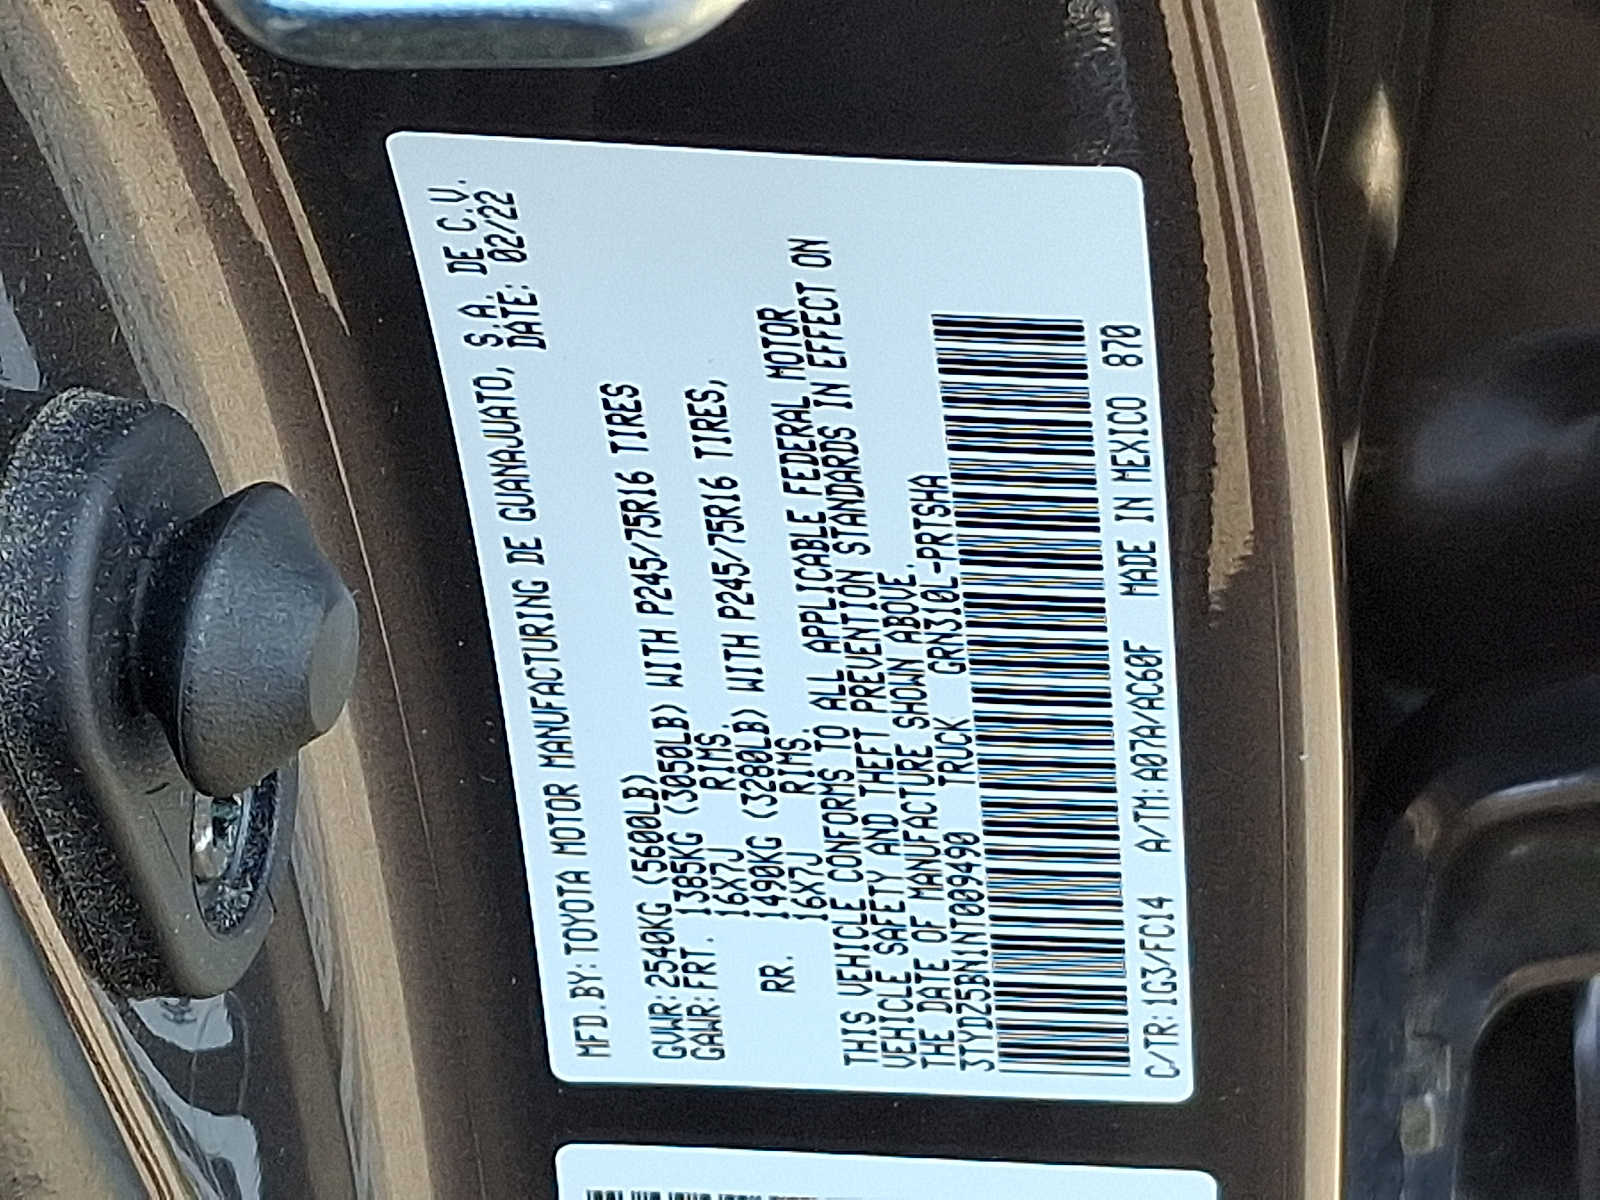 MFD.BY:TOYOTA MOTOR MANUFACTURING DE GUANAJUATO, S.A. DE C.V.
DATE: 02/22
GVWR:2540KG (5600LB)
GAWR:FRT. 1385KG (3050LB) WITH P245/75R16 TIRES
16X7J RIMS.
RR. 1490KG (3280LB) WITH P245/75R16 TIRES,
16X7J RIMS.
THIS VEHICLE CONFORMS TO ALL APPLICABLE FEDERAL MOTOR
VEHICLE SAFETY AND THEFT PREVENTION STANDARDS IN EFFECT ON
THE DATE OF MANUFACTURE SHOWN ABOVE.
3TYDZ5BN1NT009490 TRUCK GRN310L-PRTSHA
C/TR:1G3/FC14 A/TM:A07A/AC60F MADE IN MEXICO 870